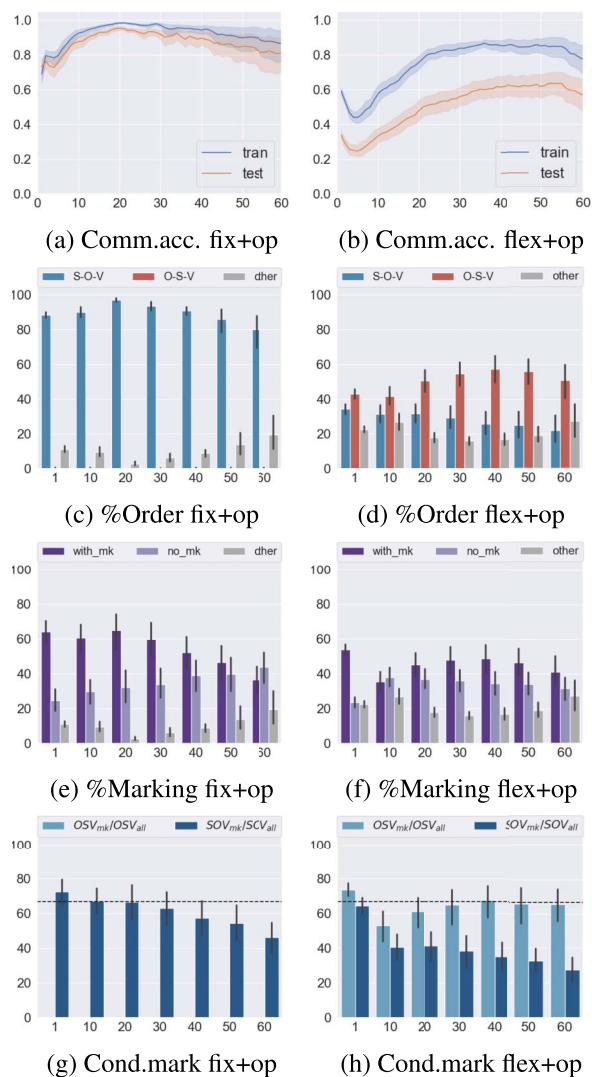 1.0
0.8
0.6
0.4
0.2
0.0
tran
test
0 10 20 30 40 50 60
(a) Comm.acc. fix+op
1.0
0.8
0.6
0.4
0.2
0.0
train
test
0 10 20 30 40 50 60
(b) Comm.acc. flex+op
S-O-V O-S-V dher
100
80
60
40
20
0
1 10 20 30 40 50 60
(c) %Order fix+op
S-O-V O-S-V other
100
80
60
40
20
0
1 10 20 30 40 50 60
(d) %Order flex+op
with_mk no_mk dher
100
80
60
40
20
0
1 10 20 30 40 50 60
(e) %Marking fix+op
with_mk no_mk other
100
80
60
40
20
0
1 10 20 30 40 50 60
(f) %Marking flex+op
OSVmk/OSVall SOVmk/SCVall
100
80
60
40
20
0
1 10 20 30 40 50 60
(g) Cond.mark fix+op
OSVmk/OSVall SOVmk/SOVall
100
80
60
40
20
0
1 10 20 30 40 50 60
(h) Cond.mark flex+op